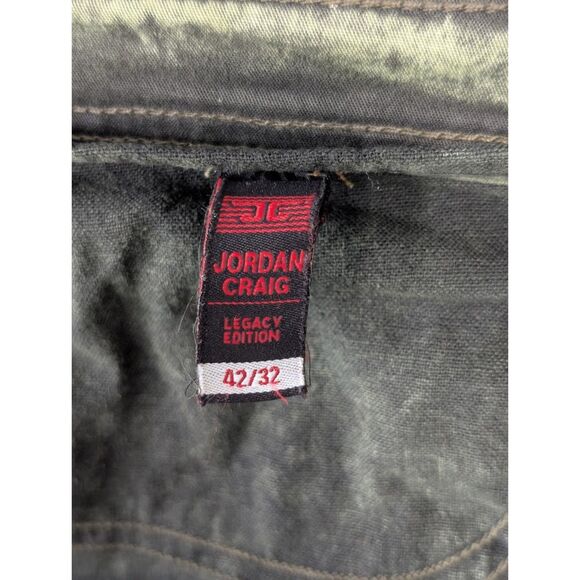 JC
JORDAN
CRAIG
LEGACY
EDITION
42/32